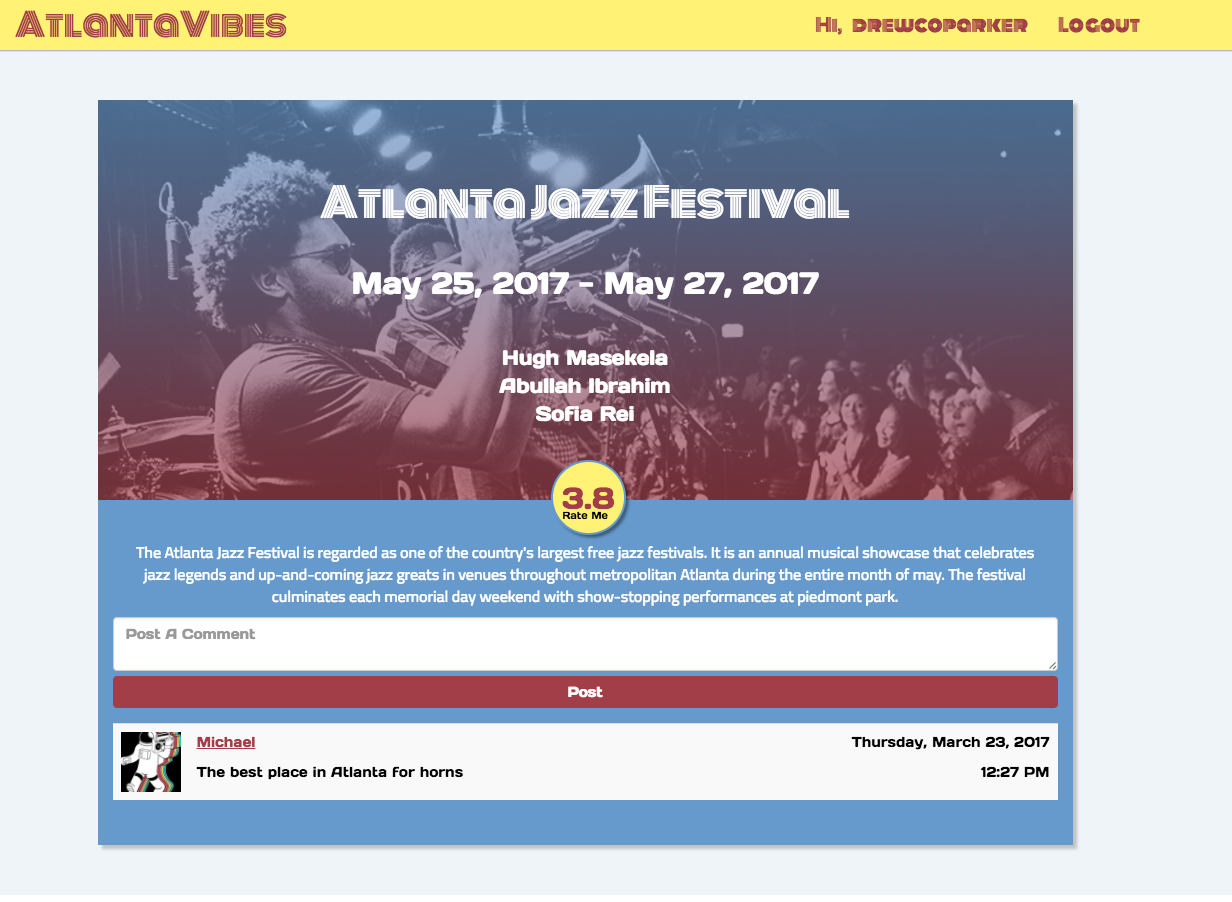 AtlantaVibes
Hi, drewcoparker Logout
Atlanta Jazz Festival
May 25, 2017 - May 27, 2017
Hugh Masekela
Abullah Ibrahim
Sofia Rei
3.8
Rate Me
The Atlanta Jazz Festival is regarded as one of the country's largest free jazz festivals. It is an annual musical showcase that celebrates
jazz legends and up-and-coming jazz greats in venues throughout metropolitan Atlanta during the entire month of may. The festival
culminates each memorial day weekend with show-stopping performances at piedmont park.
Post A Comment
Post
Michael Thursday, March 23, 2017
The best place in Atlanta for horns 12:27 PM